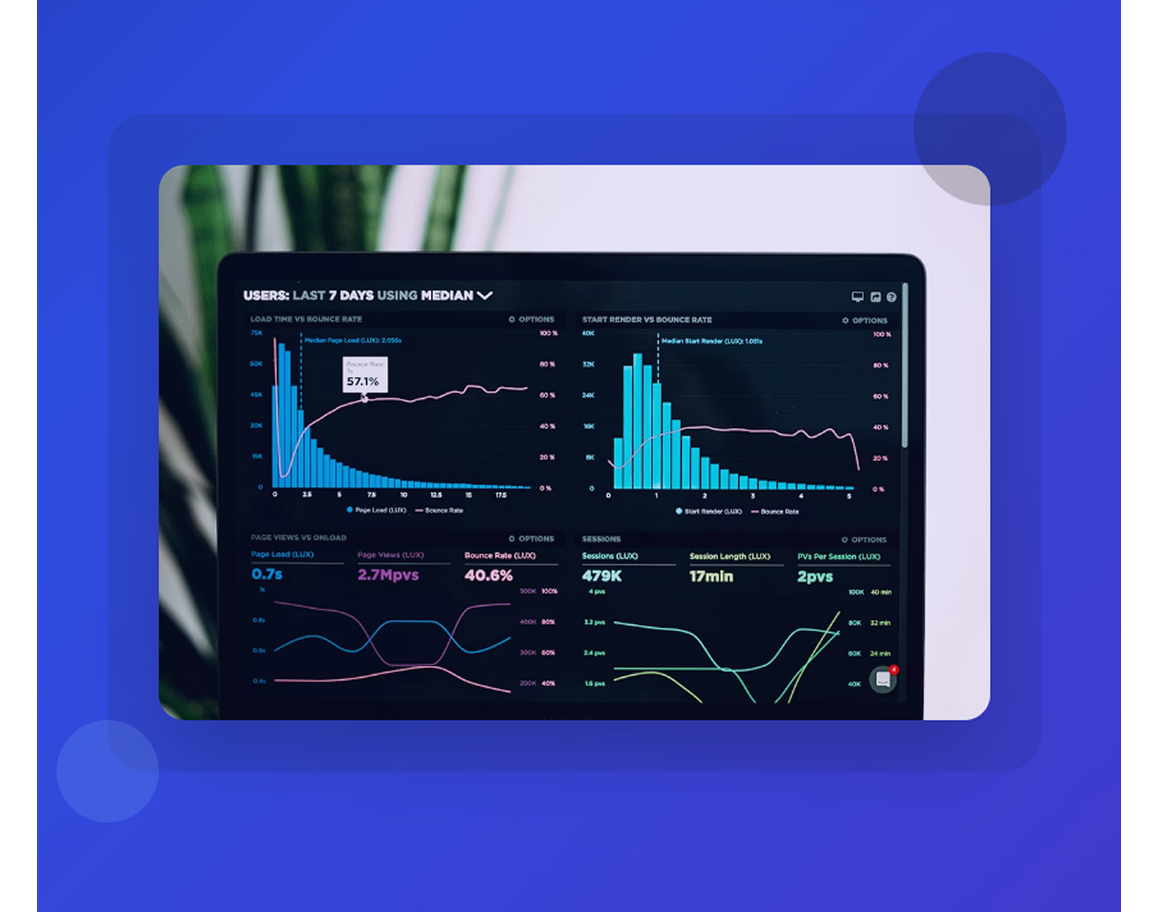 USERS: LAST 7 DAYS USING MEDIAN
LOAD TIME VS BOUNCE RATE
OPTIONS
75K
100 %
Median Page Load (LUX): 2.056s
60K
80 %
Bounce Rate
57.1%
45K
60 %
30K
40 %
15K
20 %
0
0 %
0 2.5 5 7.5 10 12.5 15 17.5
Page Load (LUX) Bounce Rate
START RENDER VS BOUNCE RATE
OPTIONS
40K
100 %
Median Start Render (LUX): 1.031s
32K
80 %
24K
60 %
16K
40 %
8K
20 %
0
0 %
0 1 2 3 4 5
Start Render (LUX) Bounce Rate
PAGE VIEWS VS ONLOAD
OPTIONS
Page Load (LUX) Page Views (LUX) Bounce Rate (LUX)
0.7s 2.7Mpvs 40.6%
1s
500K 100%
0.8s
400K 80%
0.6s
300K 60%
0.4s
200K 40%
SESSIONS
OPTIONS
Sessions (LUX) Session Length (LUX) PVs Per Session (LUX)
479K 17min 2pvs
4 pvs
100K 40 min
3.2 pvs
80K 32 min
2.4 pvs
60K 24 min
1.6 pvs
40K
4